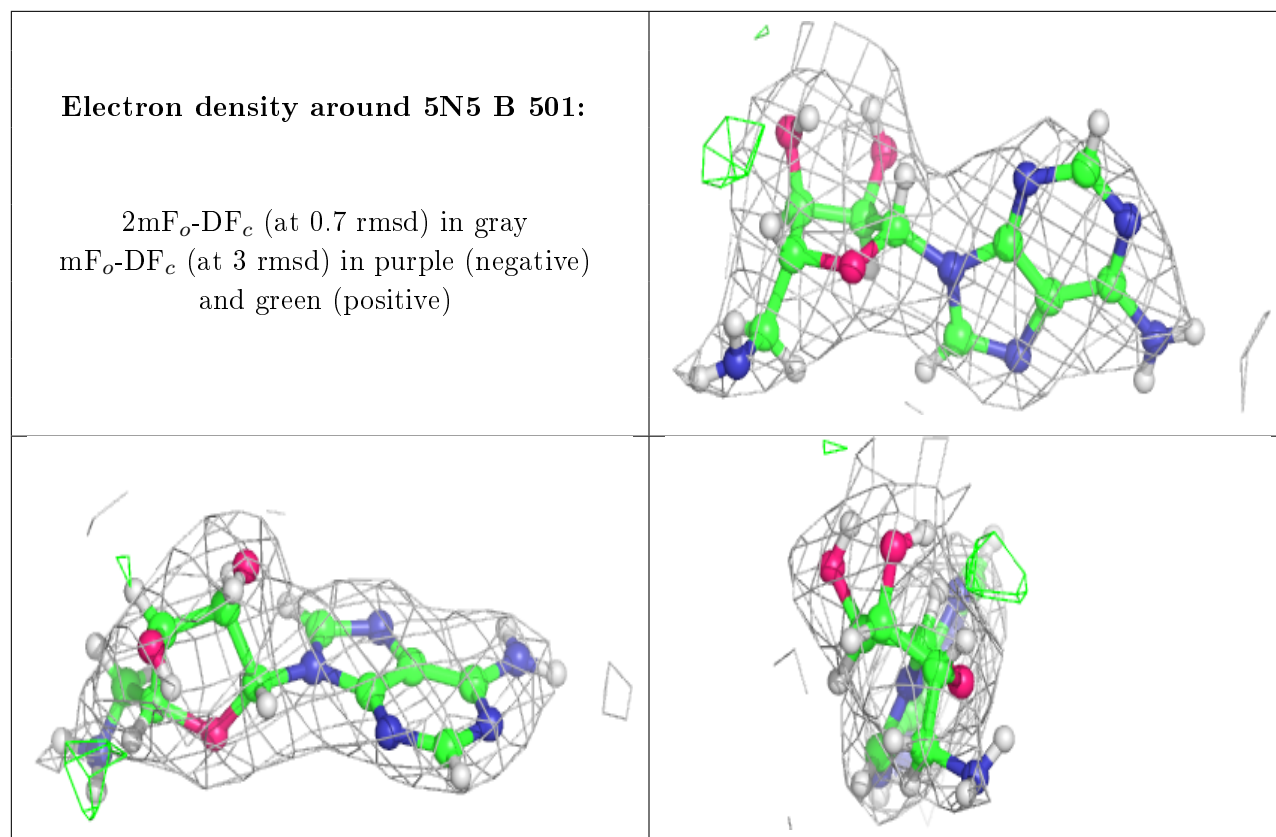 Electron density around 5N5 B 501:
2mFₒ-DF𝒸 (at 0.7 rmsd) in gray
mFₒ-DF𝒸 (at 3 rmsd) in purple (negative)
and green (positive)